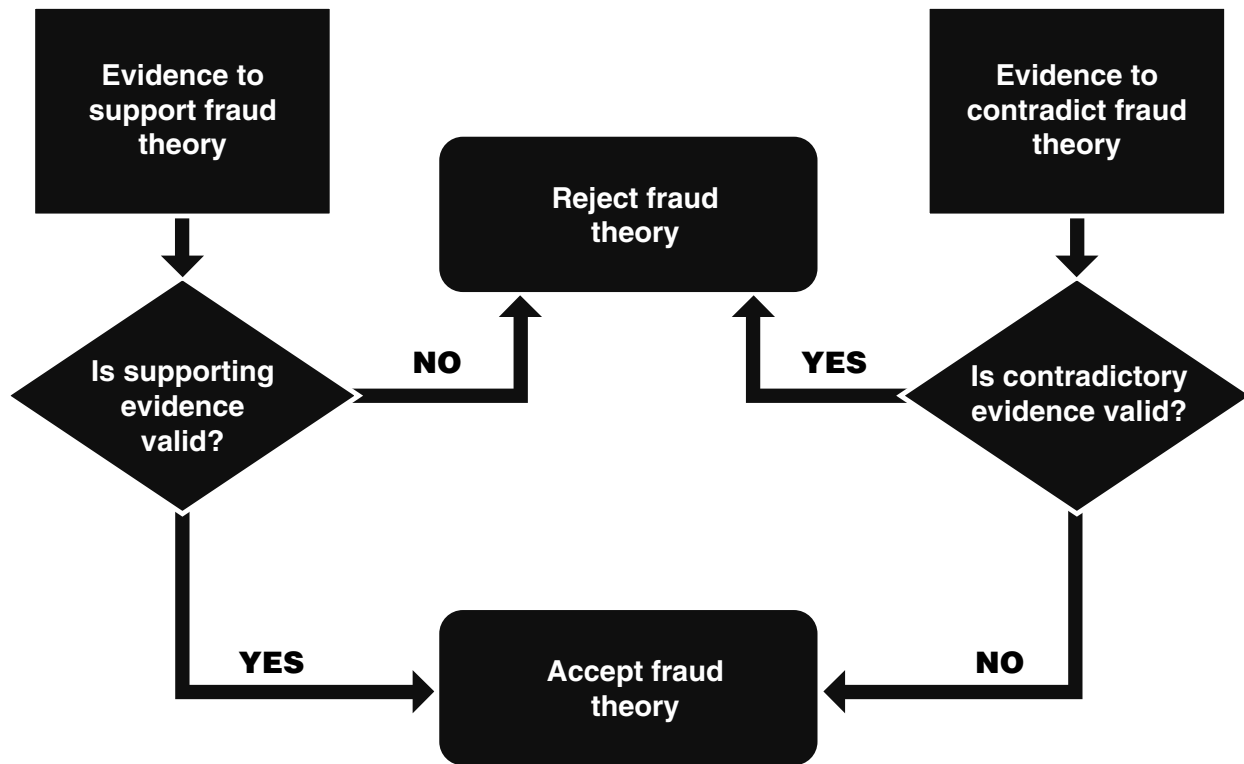 Evidence to
support fraud
theory
Evidence to
contradict fraud
theory
Reject fraud
theory
Is supporting
evidence
valid?
NO
YES
Is contradictory
evidence valid?
YES
Accept fraud
theory
NO